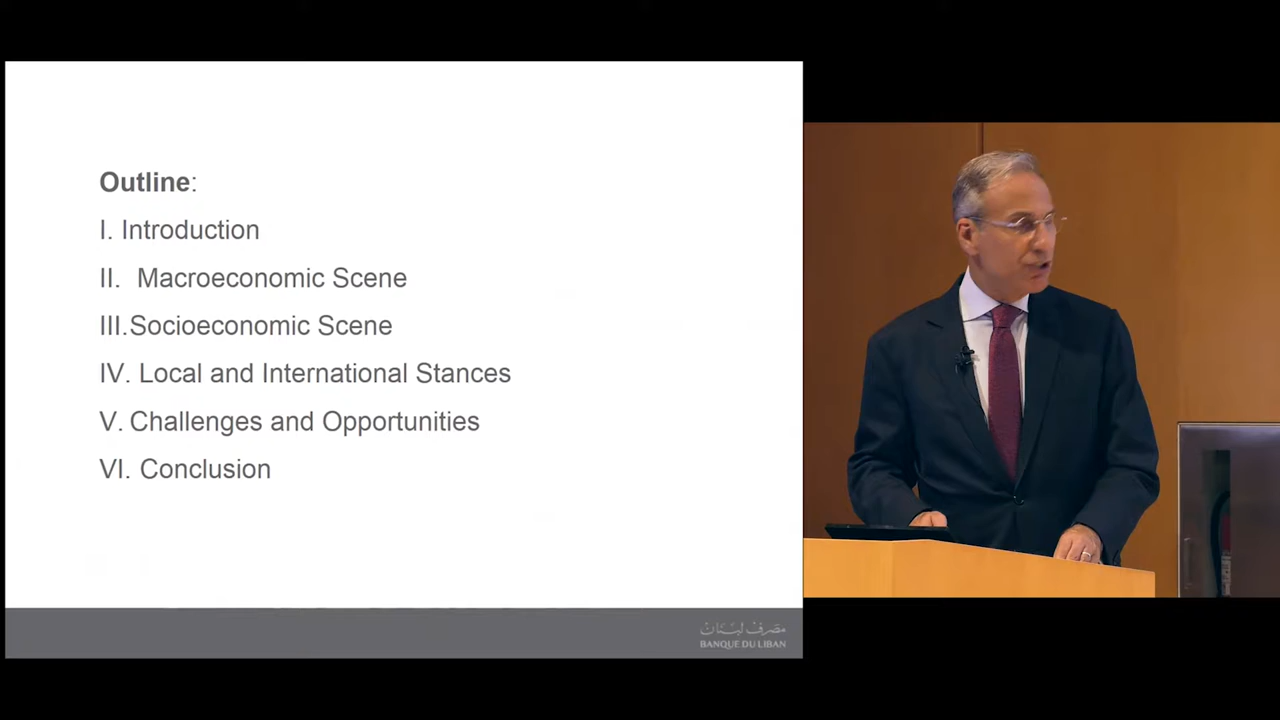 Outline:
I. Introduction
II. Macroeconomic Scene
III.Socioeconomic Scene
IV. Local and International Stances
V. Challenges and Opportunities
VI. Conclusion
مصرف لبنان
BANQUE DU LIBAN